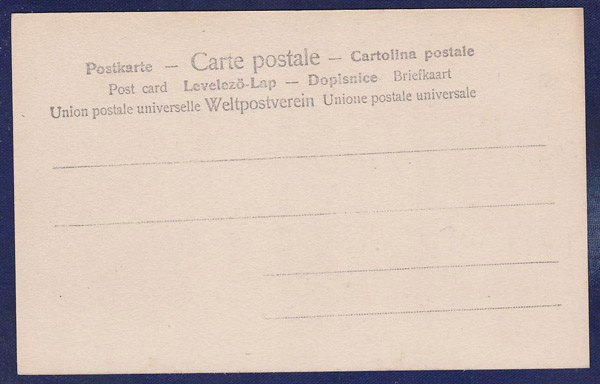 Postkarte — Carte postale — Cartolina postale
Post card Levelező-Lap — Dopisnice Briefkaart
Union postale universelle Weltpostverein Unione postale universale